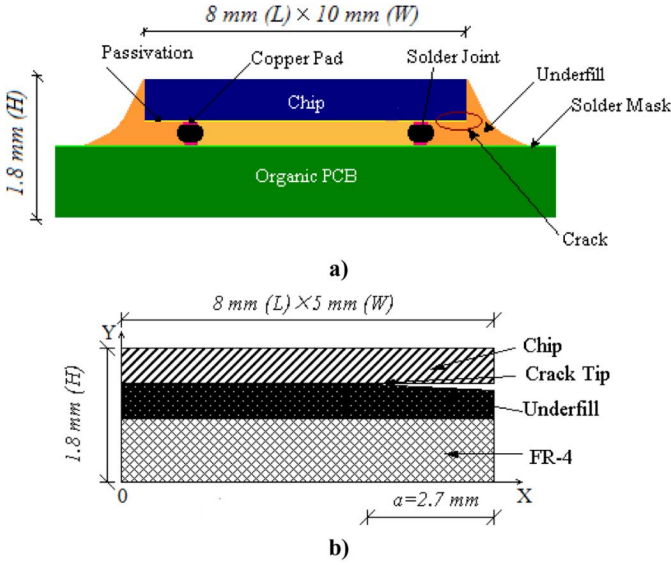 8 mm (L) × 10 mm (W)
Passivation
Copper Pad
Solder Joint
Underfill
Solder Mask
Chip
1.8 mm (H)
Organic PCB
Crack
a)
8 mm (L) ×5 mm (W)
Y
Chip
Crack Tip
Underfill
1.8 mm (H)
FR-4
0
X
a=2.7 mm
b)